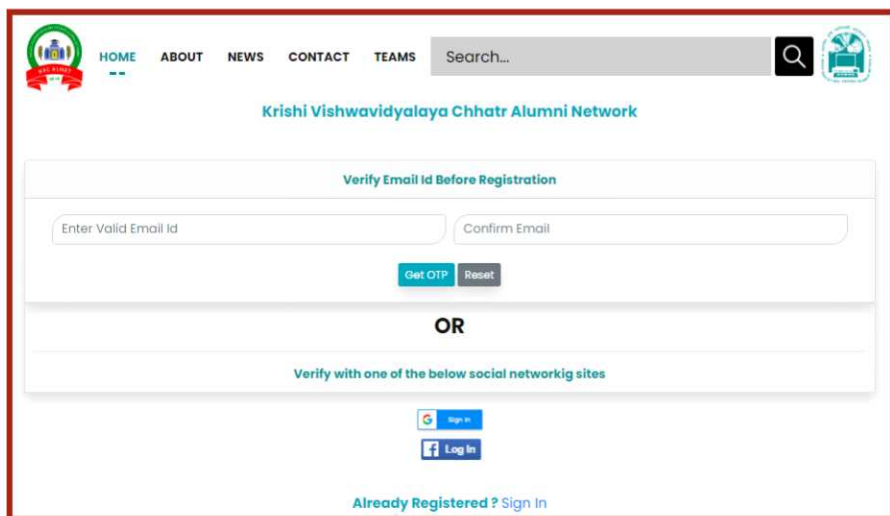 HOME ABOUT NEWS CONTACT TEAMS Search...
Krishi Vishwavidyalaya Chhatr Alumni Network
Verify Email Id Before Registration
Enter Valid Email Id Confirm Email
Get OTP Reset
OR
Verify with one of the below social networkig sites
G Sign in
f Log In
Already Registered ? Sign In